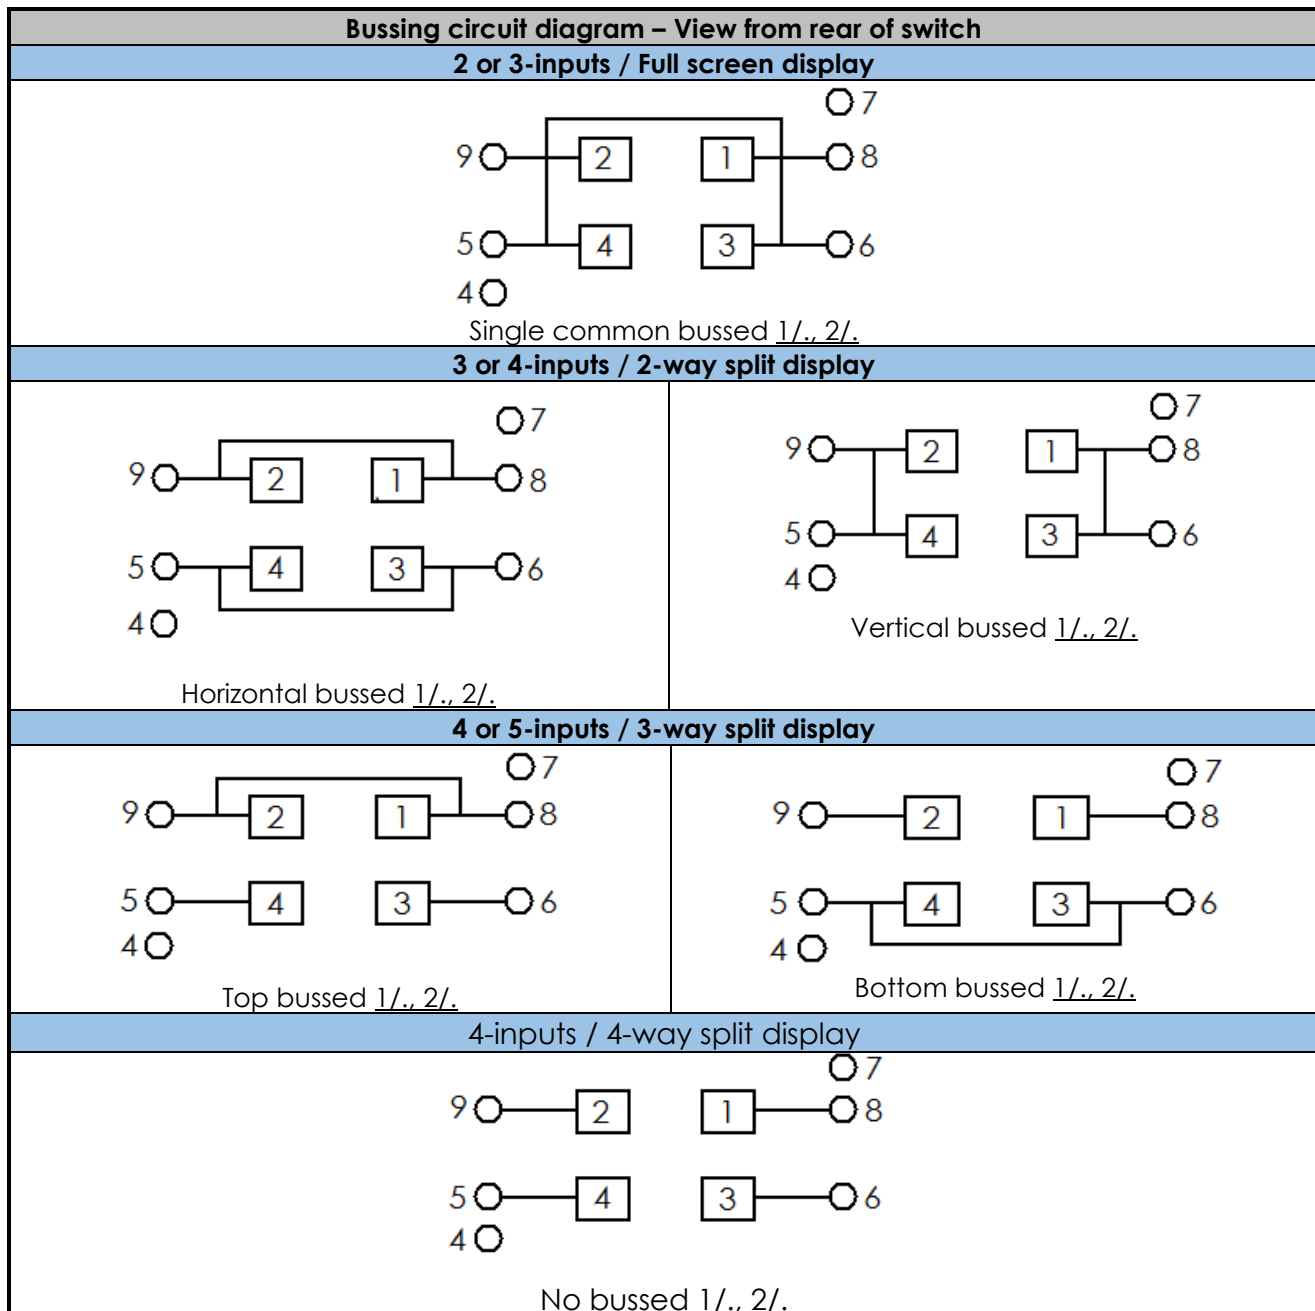 Bussing circuit diagram – View from rear of switch
2 or 3-inputs / Full screen display
7
9 2 1 8
5 4 3 6
4
Single common bussed 1/., 2/.
3 or 4-inputs / 2-way split display
7
9 2 1 8
5 4 3 6
4
Horizontal bussed 1/., 2/.
7
9 2 1 8
5 4 3 6
4
Vertical bussed 1/., 2/.
4 or 5-inputs / 3-way split display
7
9 2 1 8
5 4 3 6
4
Top bussed 1/., 2/.
7
9 2 1 8
5 4 3 6
4
Bottom bussed 1/., 2/.
4-inputs / 4-way split display
7
9 2 1 8
5 4 3 6
4
No bussed 1/., 2/.